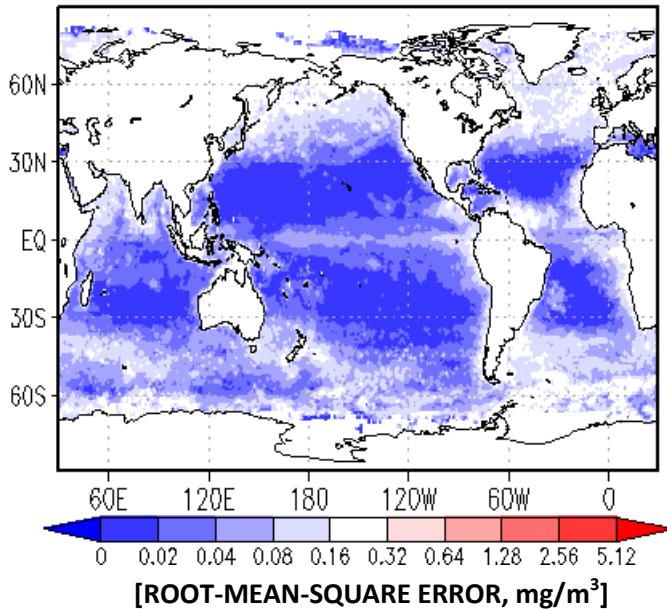 60N
30N
EQ
30S
60S
60E 120E 180 120W 60W 0
0 0.02 0.04 0.08 0.16 0.32 0.64 1.28 2.56 5.12
[ROOT-MEAN-SQUARE ERROR, mg/m³]